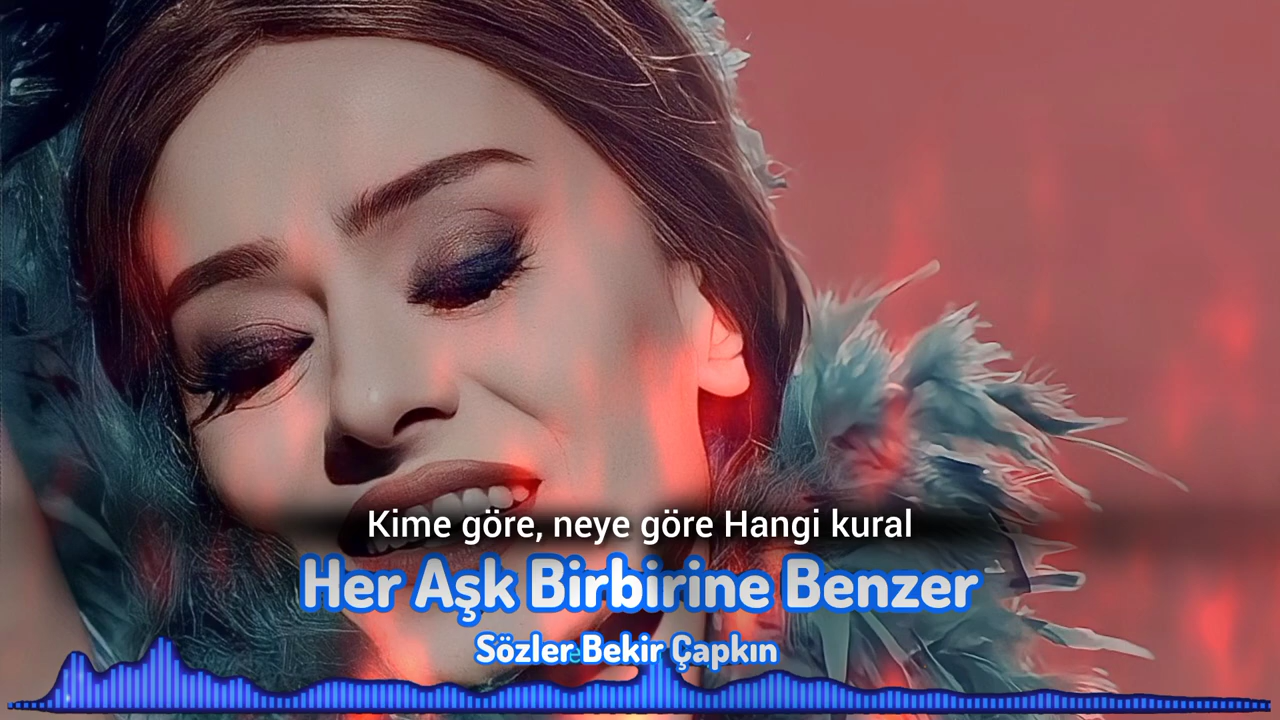 Kime göre, neye göre Hangi kural
Her Aşk Birbirine Benzer
Sözler Bekir Çapkın